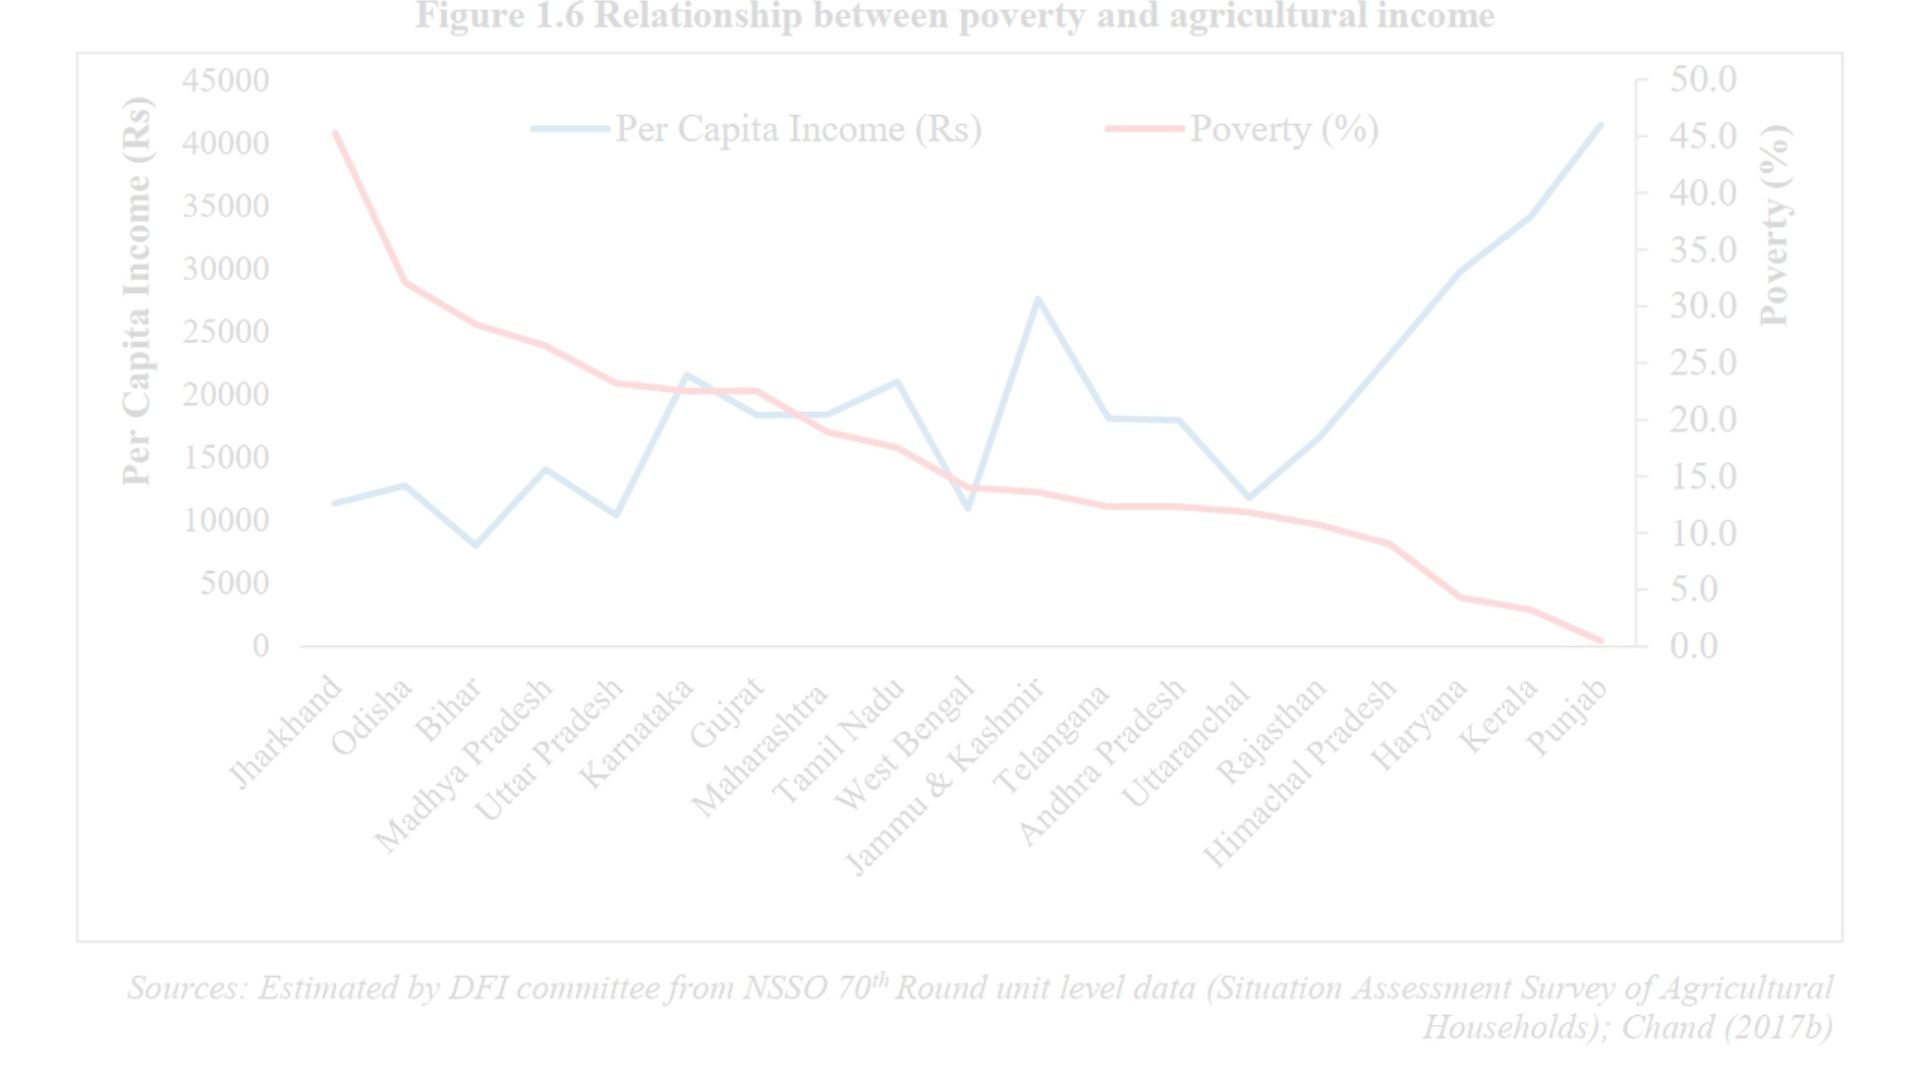 Figure 1.6 Relationship between poverty and agricultural income
Per Capita Income (Rs)
45000
40000
35000
30000
25000
20000
15000
10000
5000
0
Per Capita Income (Rs)
Poverty (%)
50.0
45.0
40.0
35.0
30.0
25.0
20.0
15.0
10.0
5.0
0.0
Poverty (%)
Jharkhand
Odisha
Bihar
Madhya Pradesh
Uttar Pradesh
Karnataka
Gujrat
Maharashtra
Tamil Nadu
West Bengal
Jammu & Kashmir
Telangana
Andhra Pradesh
Uttaranchal
Rajasthan
Himachal Pradesh
Haryana
Kerala
Punjab
Sources: Estimated by DFI committee from NSSO 70th Round unit level data (Situation Assessment Survey of Agricultural
Households); Chand (2017b)